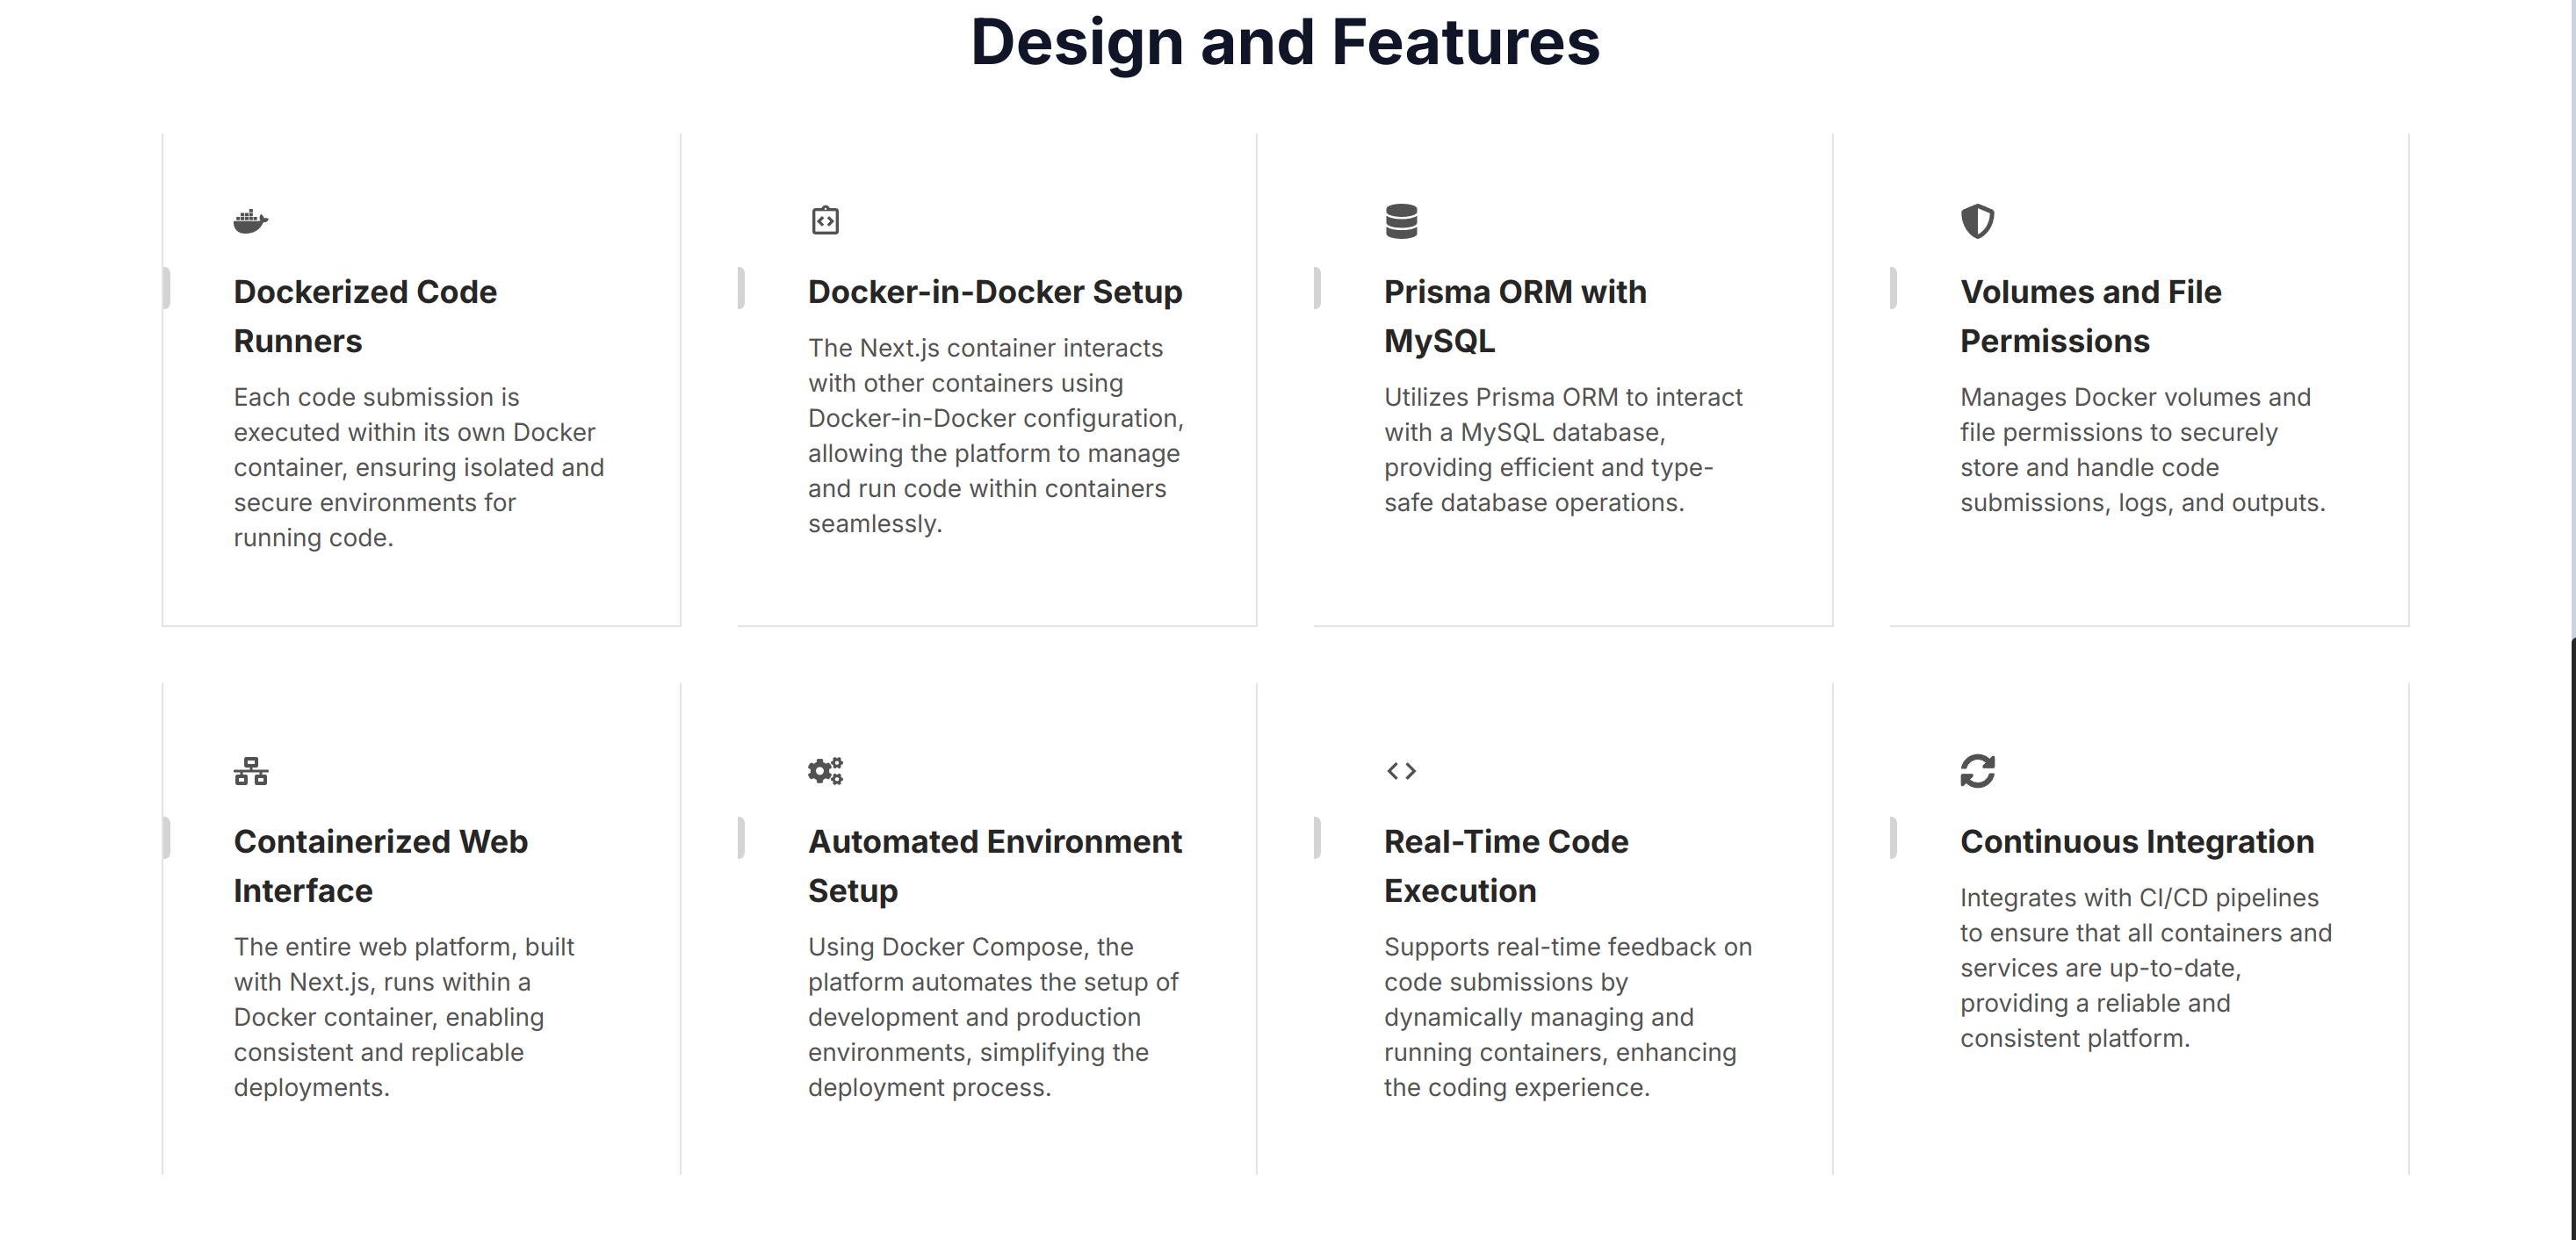 Design and Features
Dockerized Code
Runners
Each code submission is
executed within its own Docker
container, ensuring isolated and
secure environments for
running code.
Docker-in-Docker Setup
The Next.js container interacts
with other containers using
Docker-in-Docker configuration,
allowing the platform to manage
and run code within containers
seamlessly.
Prisma ORM with
MySQL
Utilizes Prisma ORM to interact
with a MySQL database,
providing efficient and type-
safe database operations.
Volumes and File
Permissions
Manages Docker volumes and
file permissions to securely
store and handle code
submissions, logs, and outputs.
Containerized Web
Interface
The entire web platform, built
with Next.js, runs within a
Docker container, enabling
consistent and replicable
deployments.
Automated Environment
Setup
Using Docker Compose, the
platform automates the setup of
development and production
environments, simplifying the
deployment process.
Real-Time Code
Execution
Supports real-time feedback on
code submissions by
dynamically managing and
running containers, enhancing
the coding experience.
Continuous Integration
Integrates with CI/CD pipelines
to ensure that all containers and
services are up-to-date,
providing a reliable and
consistent platform.